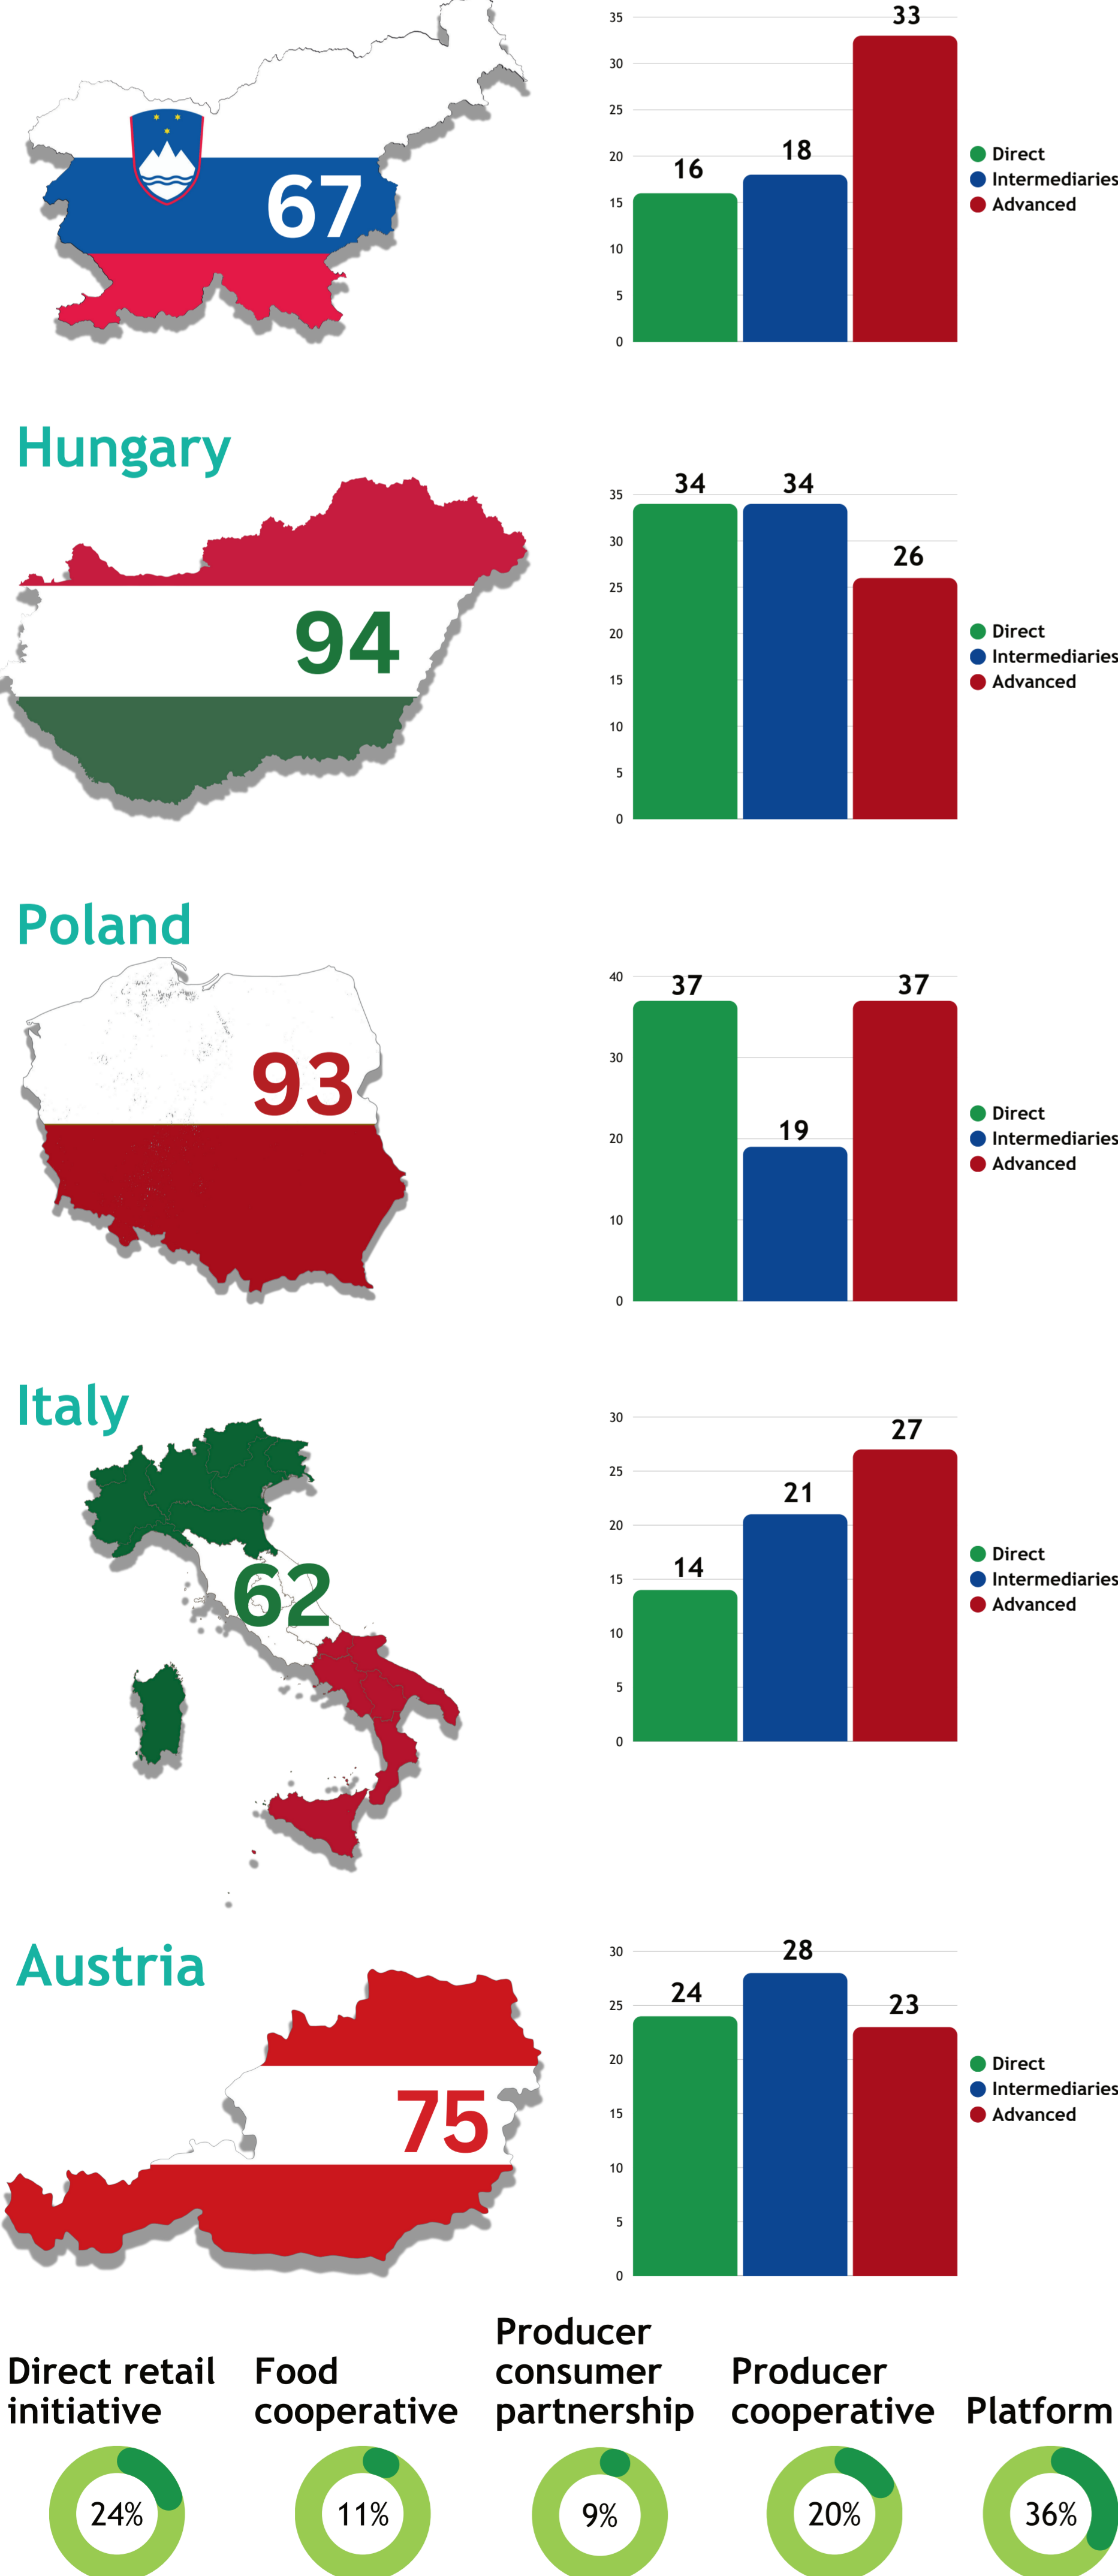 67
33
35
30
25
20
15
10
5
0
16
18
Direct
Intermediaries
Advanced
Hungary
94
34
34
26
35
30
25
20
15
10
5
0
Direct
Intermediaries
Advanced
Poland
93
37
19
37
40
30
20
10
0
Direct
Intermediaries
Advanced
Italy
62
14
21
27
30
25
20
15
10
5
0
Direct
Intermediaries
Advanced
Austria
75
24
28
23
30
25
20
15
10
5
0
Direct
Intermediaries
Advanced
Direct retail
initiative
24%
Food
cooperative
11%
Producer
consumer
partnership
9%
Producer
cooperative
20%
Platform
36%